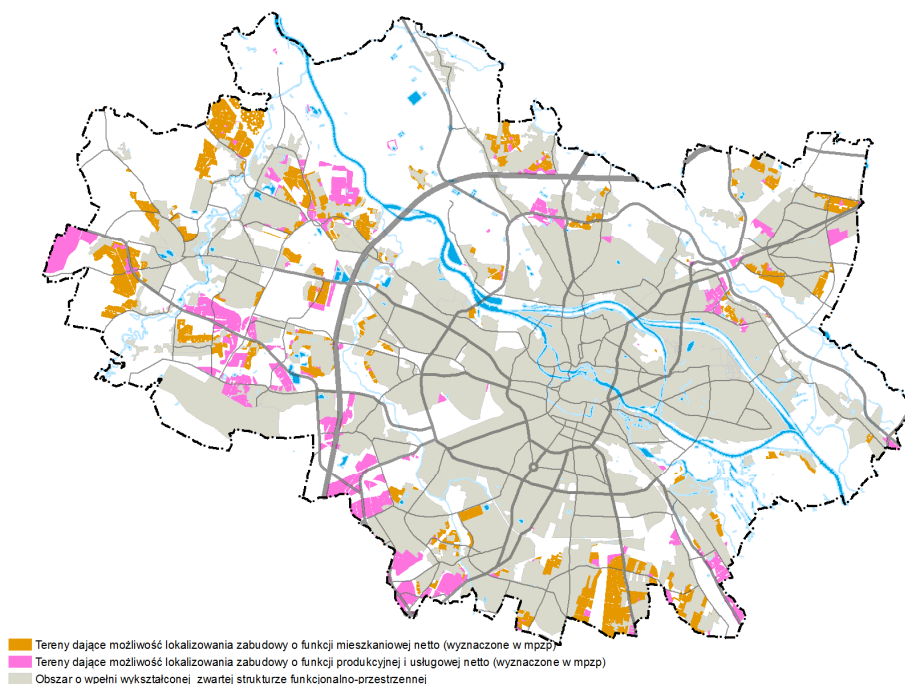 Tereny dające możliwość lokalizowania zabudowy o funkcji mieszkaniowej netto (wyznaczone w mpzp)
Tereny dające możliwość lokalizowania zabudowy o funkcji produkcyjnej i usługowej netto (wyznaczone w mpzp)
Obszar o wpełni wykształconej zwartej strukturze funkcjonalno-przestrzennej